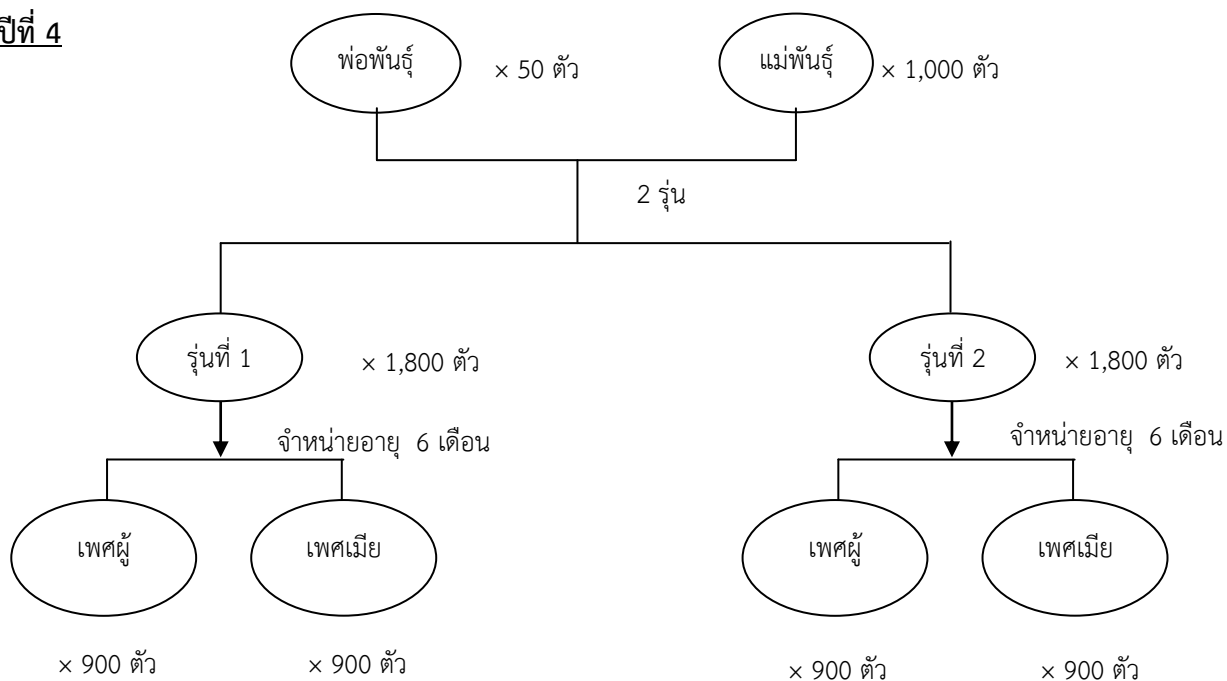 ปีที่ 4
พ่อพันธุ์ × 50 ตัว แม่พันธุ์ × 1,000 ตัว
2 รุ่น
รุ่นที่ 1 × 1,800 ตัว รุ่นที่ 2 × 1,800 ตัว
จำหน่ายอายุ 6 เดือน จำหน่ายอายุ 6 เดือน
เพศผู้ เพศเมีย เพศผู้ เพศเมีย
× 900 ตัว × 900 ตัว × 900 ตัว × 900 ตัว